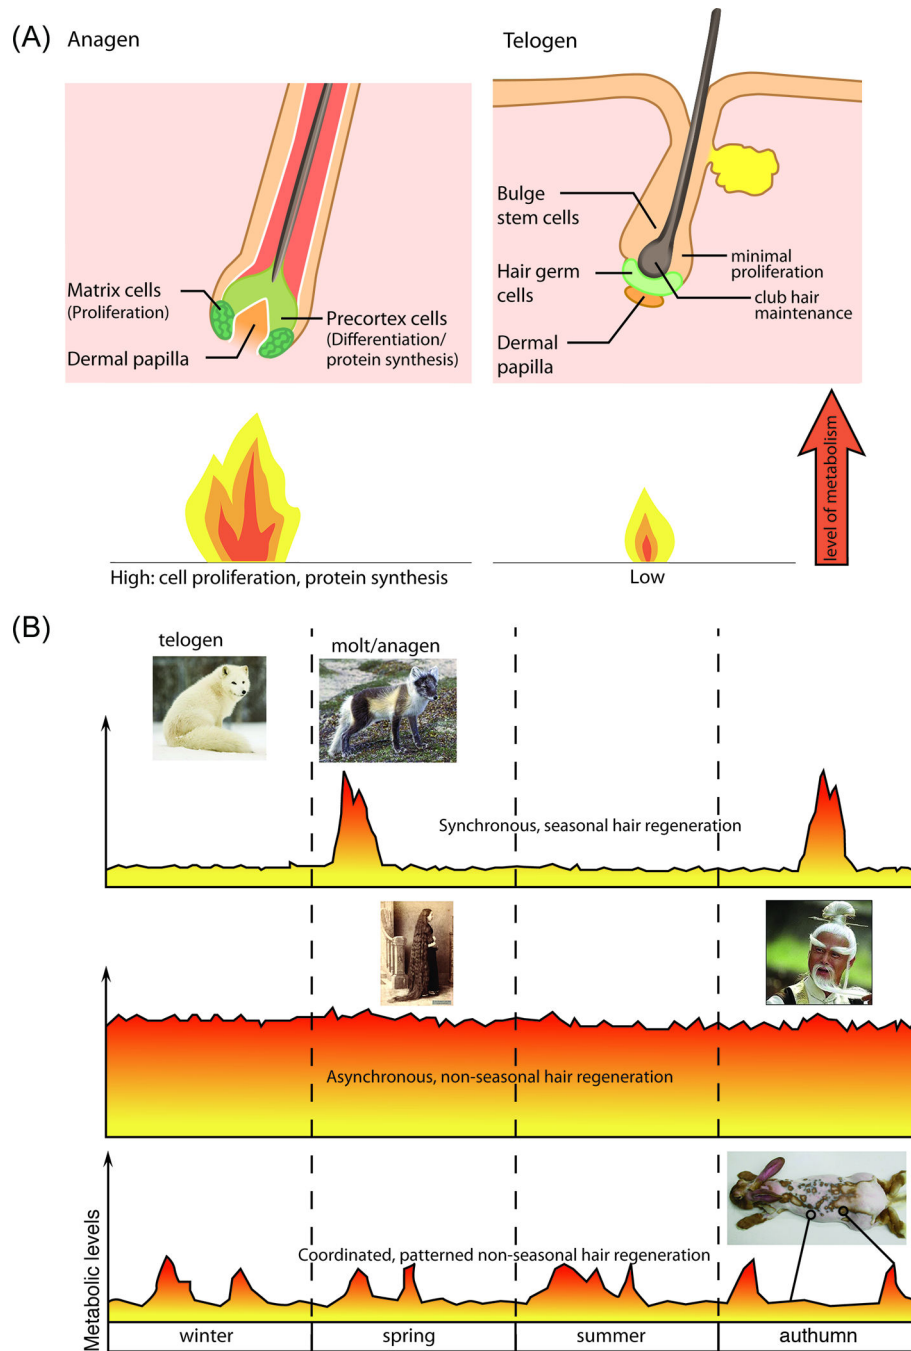 (A) Anagen
Telogen
Matrix cells
(Proliferation)
Dermal papilla
Precortex cells
(Differentiation/
protein synthesis)
Bulge
stem cells
Hair germ
cells
Dermal
papilla
minimal
proliferation
club hair
maintenance
level of metabolism
High: cell proliferation, protein synthesis
Low
(B)
telogen
molt/anagen
Synchronous, seasonal hair regeneration
Asynchronous, non-seasonal hair regeneration
Coordinated, patterned non-seasonal hair regeneration
Metabolic levels
winter
spring
summer
authumn